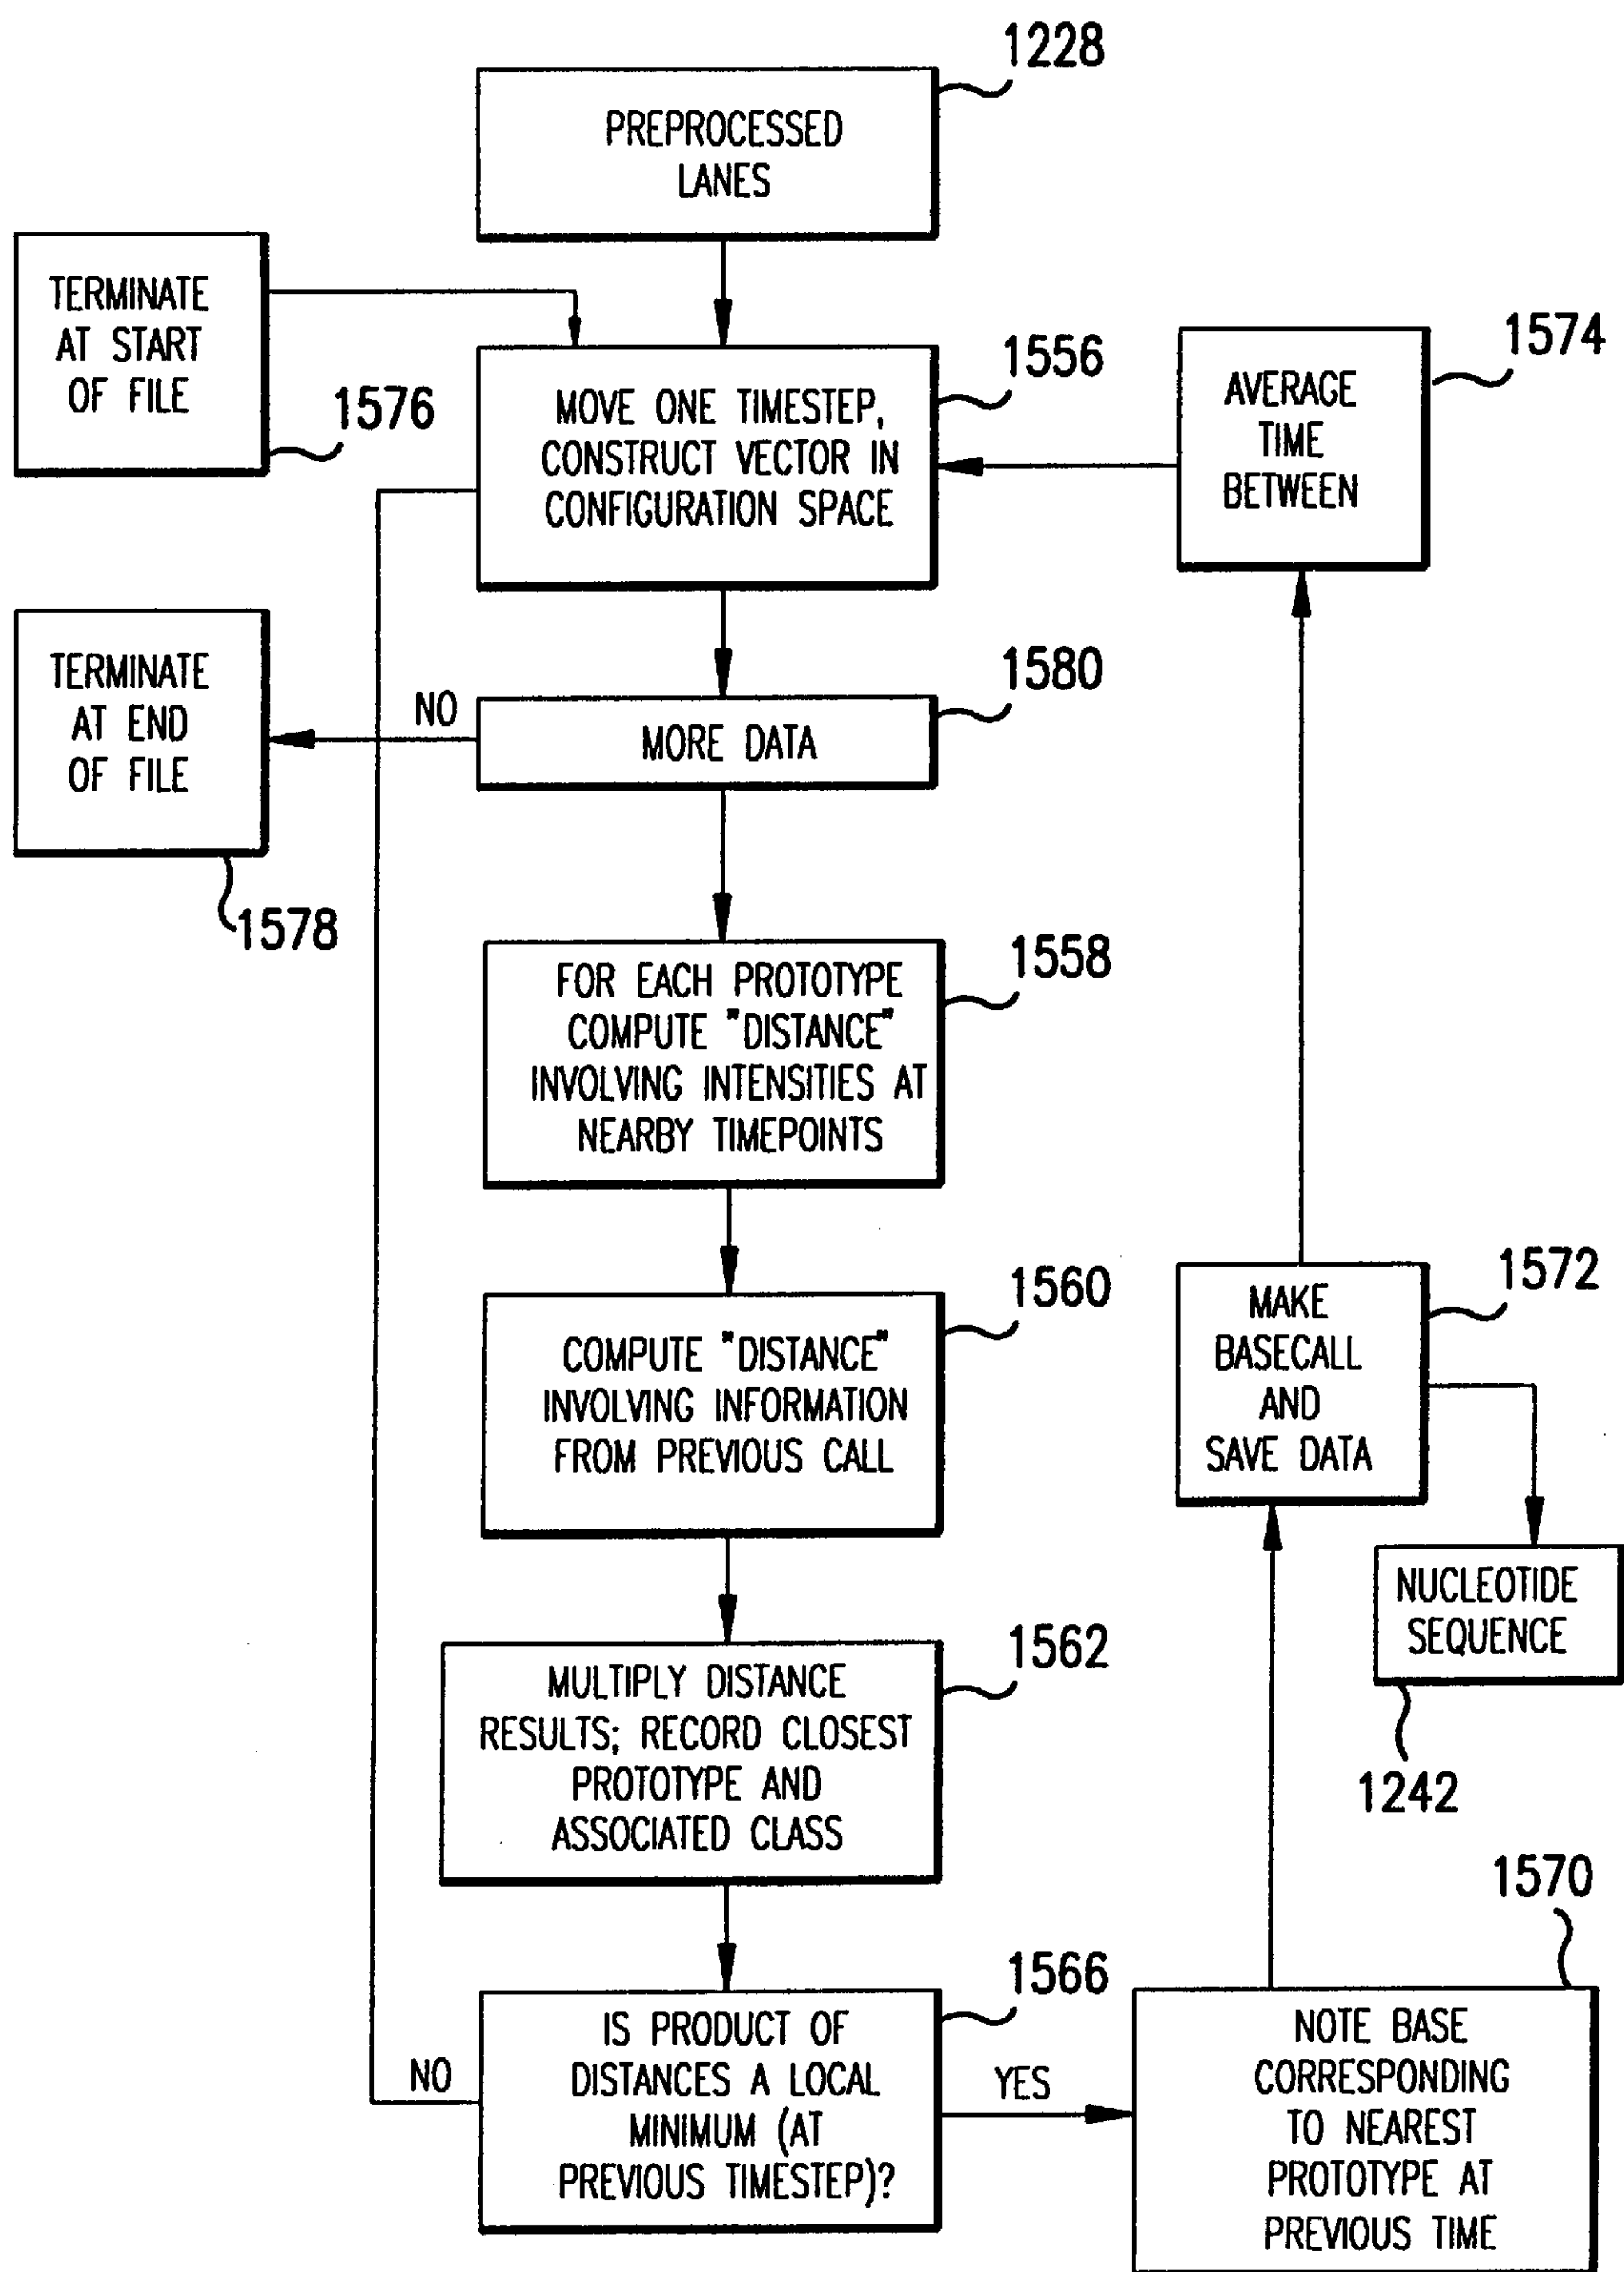 1228
PREPROCESSED
LANES
TERMINATE
AT START
OF FILE
1576
1556
MOVE ONE TIMESTEP,
CONSTRUCT VECTOR IN
CONFIGURATION SPACE
1574
AVERAGE
TIME
BETWEEN
TERMINATE
AT END
OF FILE
1578
NO
1580
MORE DATA
1558
FOR EACH PROTOTYPE
COMPUTE "DISTANCE"
INVOLVING INTENSITIES AT
NEARBY TIMEPOINTS
1560
COMPUTE "DISTANCE"
INVOLVING INFORMATION
FROM PREVIOUS CALL
1572
MAKE
BASECALL
AND
SAVE DATA
NUCLEOTIDE
SEQUENCE
1242
1562
MULTIPLY DISTANCE
RESULTS; RECORD CLOSEST
PROTOTYPE AND
ASSOCIATED CLASS
1566
IS PRODUCT OF
DISTANCES A LOCAL
MINIMUM (AT
PREVIOUS TIMESTEP)?
NO
YES
1570
NOTE BASE
CORRESPONDING
TO NEAREST
PROTOTYPE AT
PREVIOUS TIME